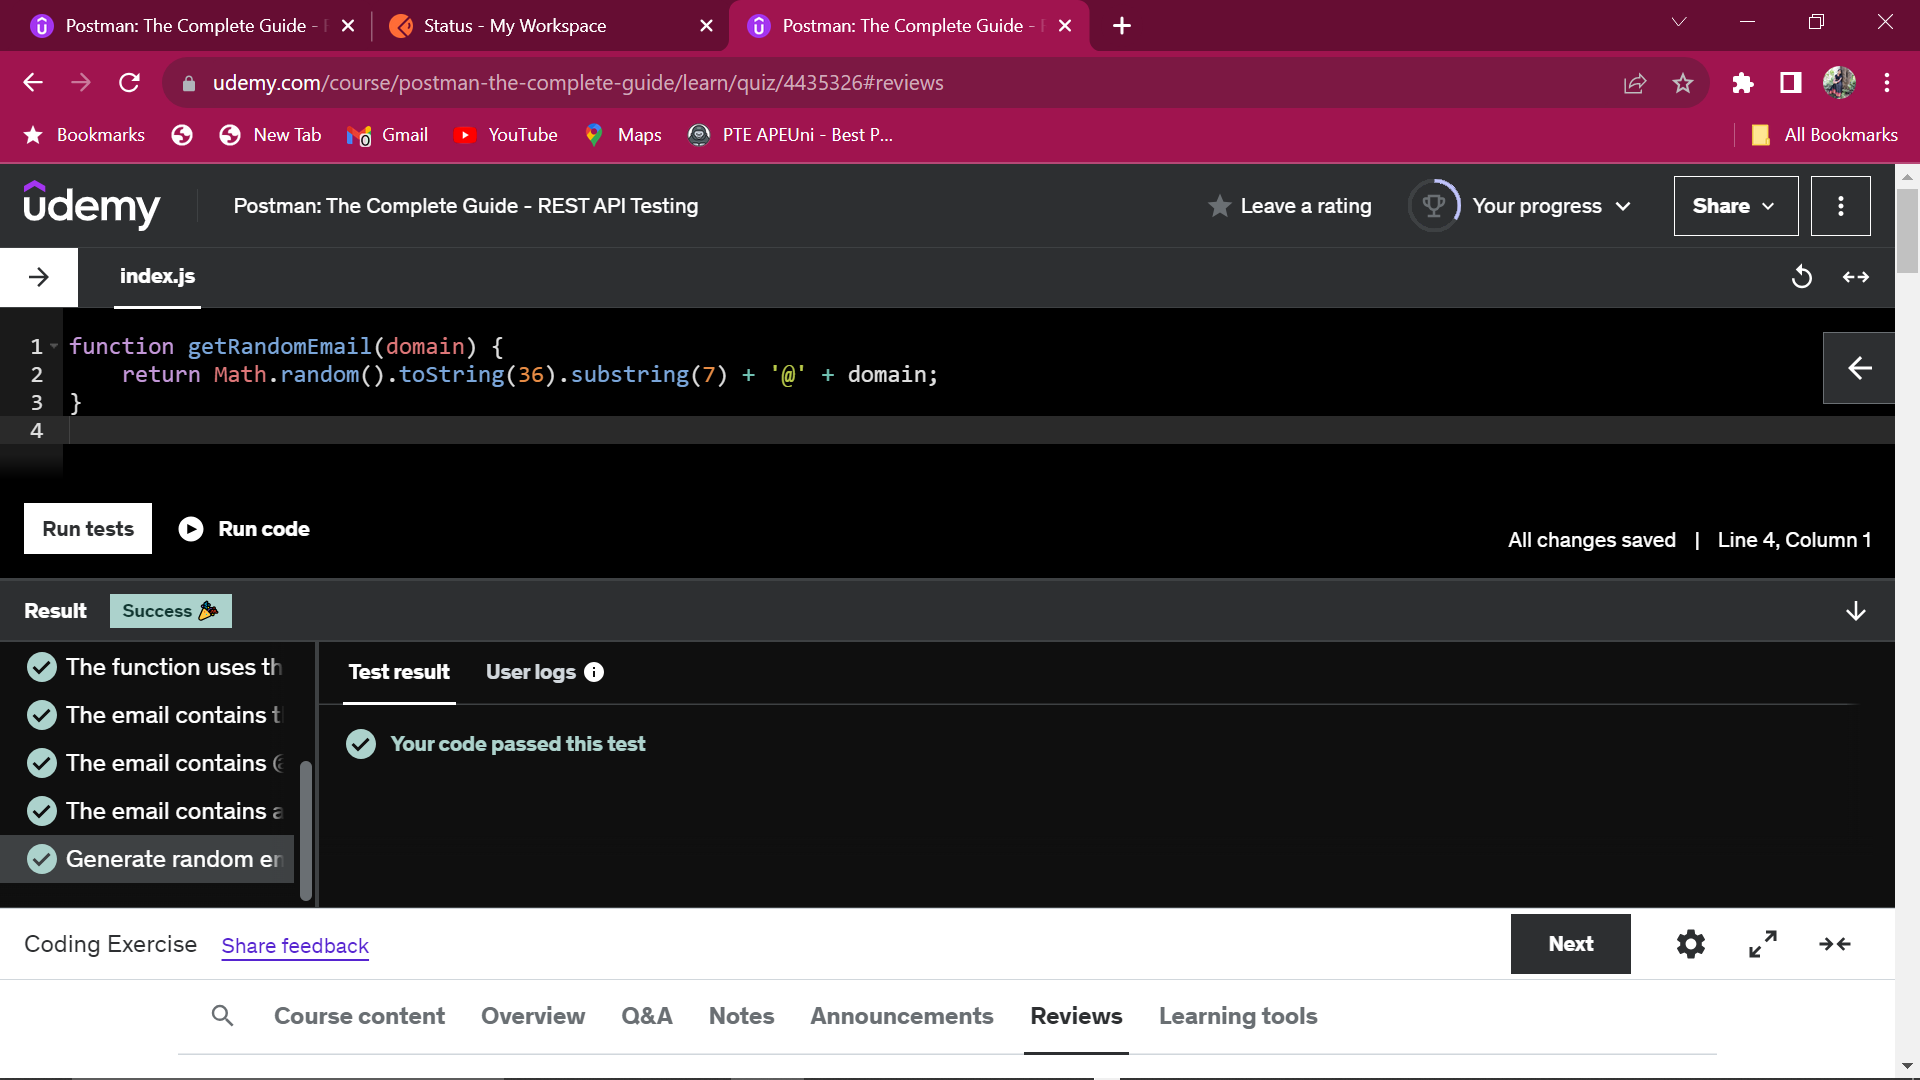 Postman: The Complete Guide -
Status - My Workspace
Postman: The Complete Guide -
udemy.com/course/postman-the-complete-guide/learn/quiz/4435326#reviews
Bookmarks
New Tab
Gmail
YouTube
Maps
PTE APEUni - Best P...
All Bookmarks
udemy
Postman: The Complete Guide - REST API Testing
Leave a rating
Your progress
Share
index.js
1 function getRandomEmail(domain) {
2     return Math.random().toString(36).substring(7) + '@' + domain;
3 }
4
Run tests
Run code
All changes saved | Line 4, Column 1
Result
Success
The function uses th
The email contains t
The email contains @
The email contains a
Generate random en
Test result
User logs
Your code passed this test
Coding Exercise
Share feedback
Next
Course content
Overview
Q&A
Notes
Announcements
Reviews
Learning tools